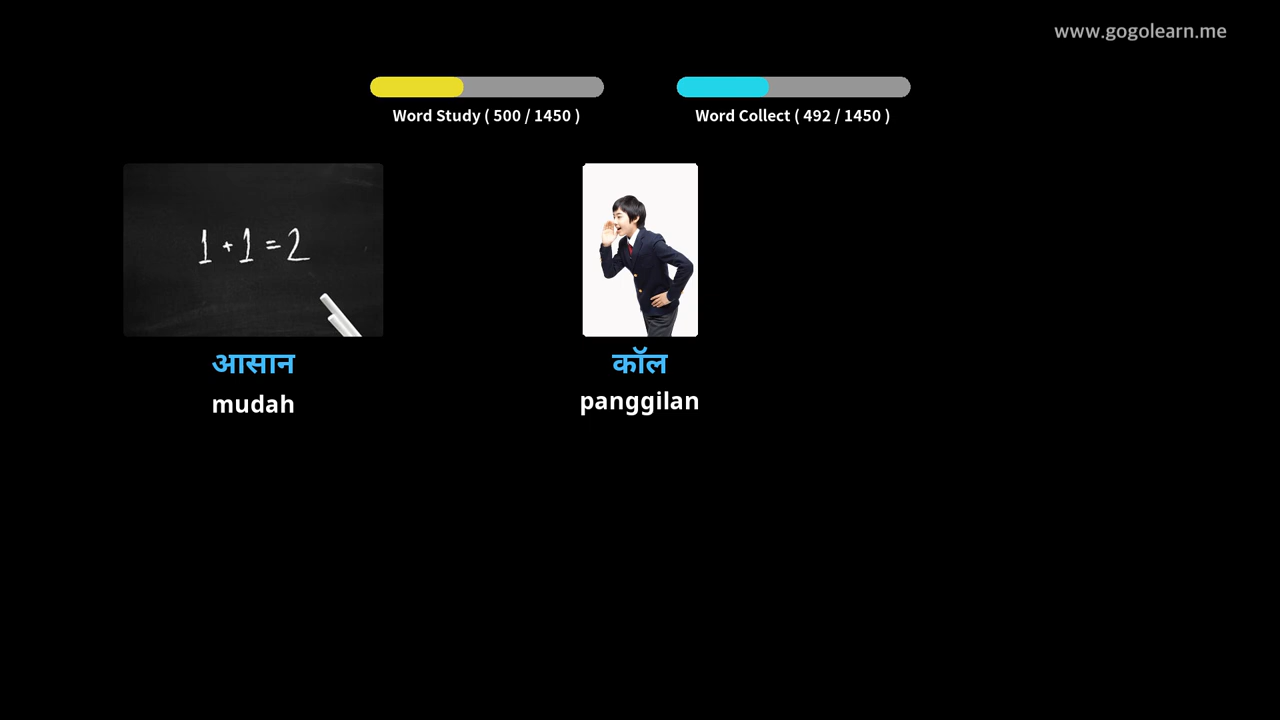 www.gogolearn.me
Word Study ( 500 / 1450 )
Word Collect ( 492 / 1450 )
1 + 1 = 2
आसान
mudah
कॉल
panggilan